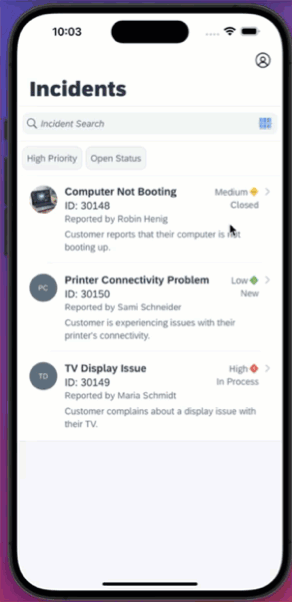 10:03
Incidents
Incident Search
High Priority
Open Status
Computer Not Booting
Medium
ID: 30148
Closed
Reported by Robin Henig
Customer reports that their computer is not
booting up.
PC
Printer Connectivity Problem
Low
ID: 30150
New
Reported by Sami Schneider
Customer is experiencing issues with their
printer's connectivity.
TD
TV Display Issue
High
ID: 30149
In Process
Reported by Maria Schmidt
Customer complains about a display issue with
their TV.